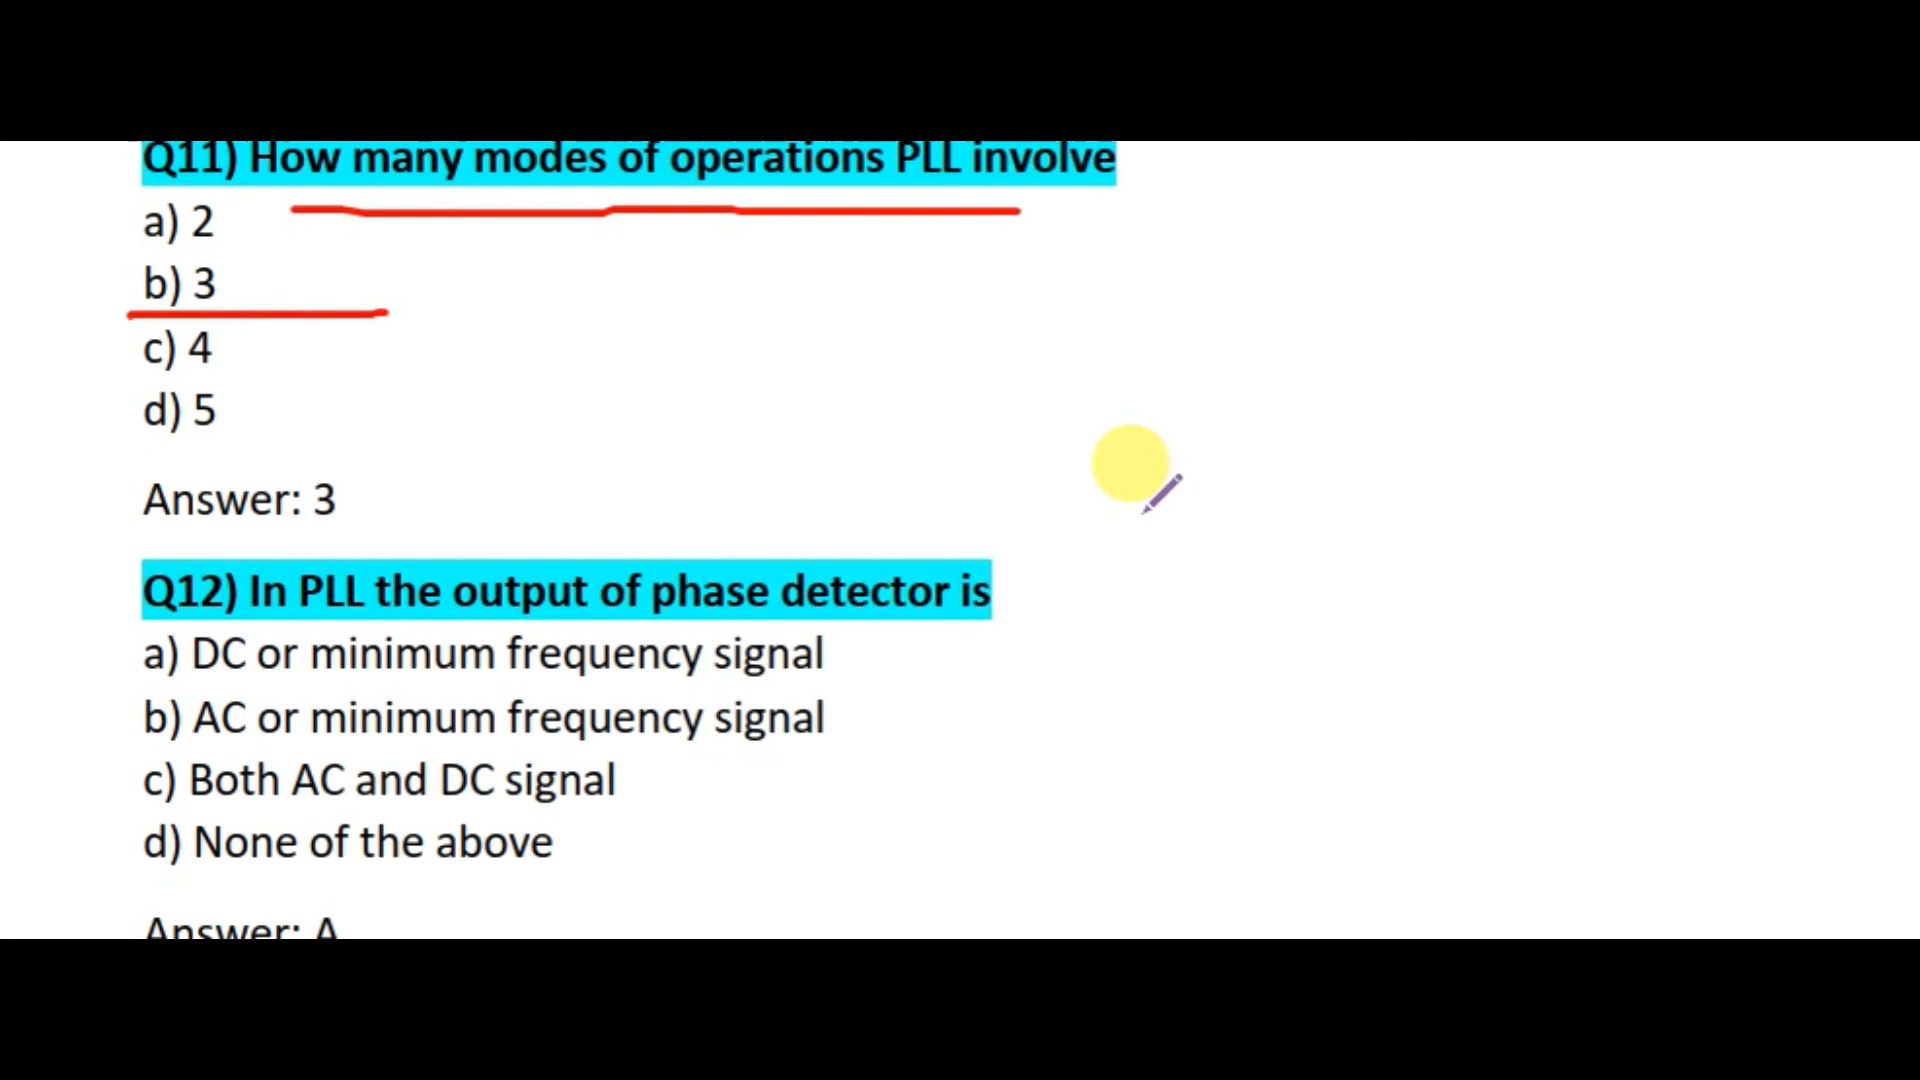 Q11) How many modes of operations PLL involve
a) 2
b) 3
c) 4
d) 5
Answer: 3
Q12) In PLL the output of phase detector is
a) DC or minimum frequency signal
b) AC or minimum frequency signal
c) Both AC and DC signal
d) None of the above
Answer: A